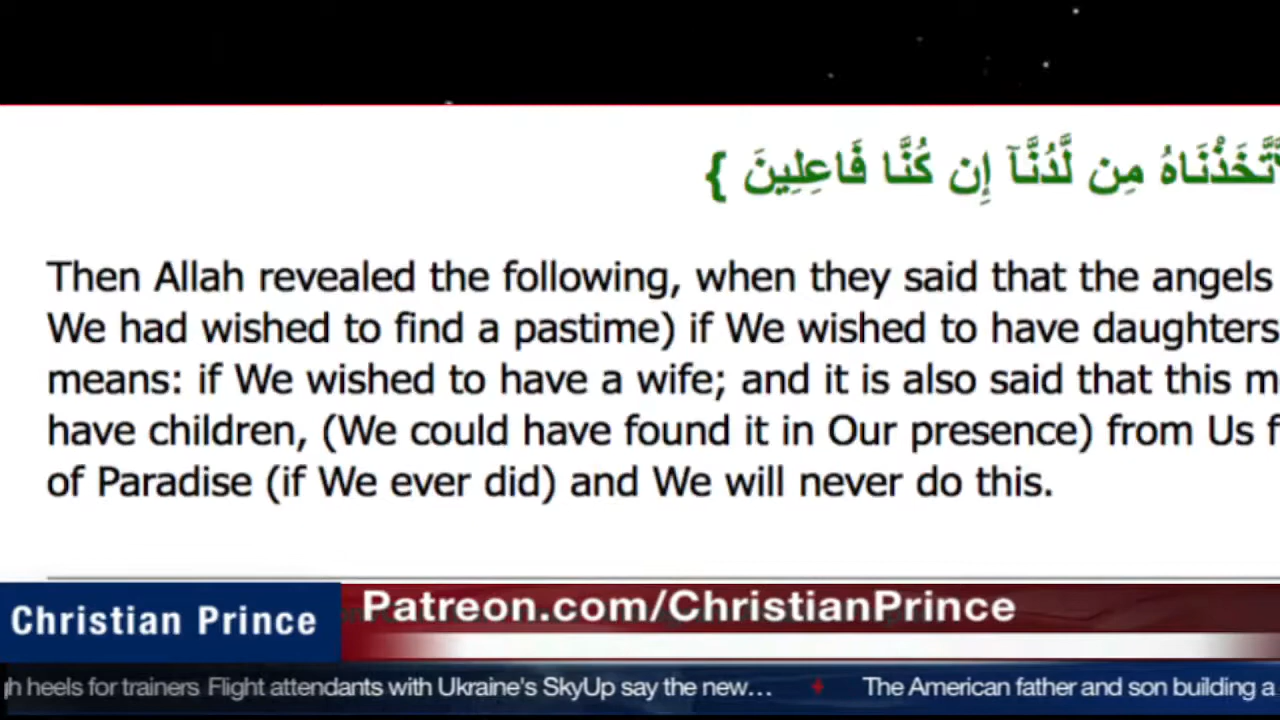 تَّخَذْنَاهُ مِن لَّدُنَّآ إِن كُنَّا فَاعِلِينَ }
Then Allah revealed the following, when they said that the angels
We had wished to find a pastime) if We wished to have daughters
means: if We wished to have a wife; and it is also said that this m
have children, (We could have found it in Our presence) from Us f
of Paradise (if We ever did) and We will never do this.
Christian Prince
Patreon.com/ChristianPrince
h heels for trainers Flight attendants with Ukraine's SkyUp say the new... The American father and son building a